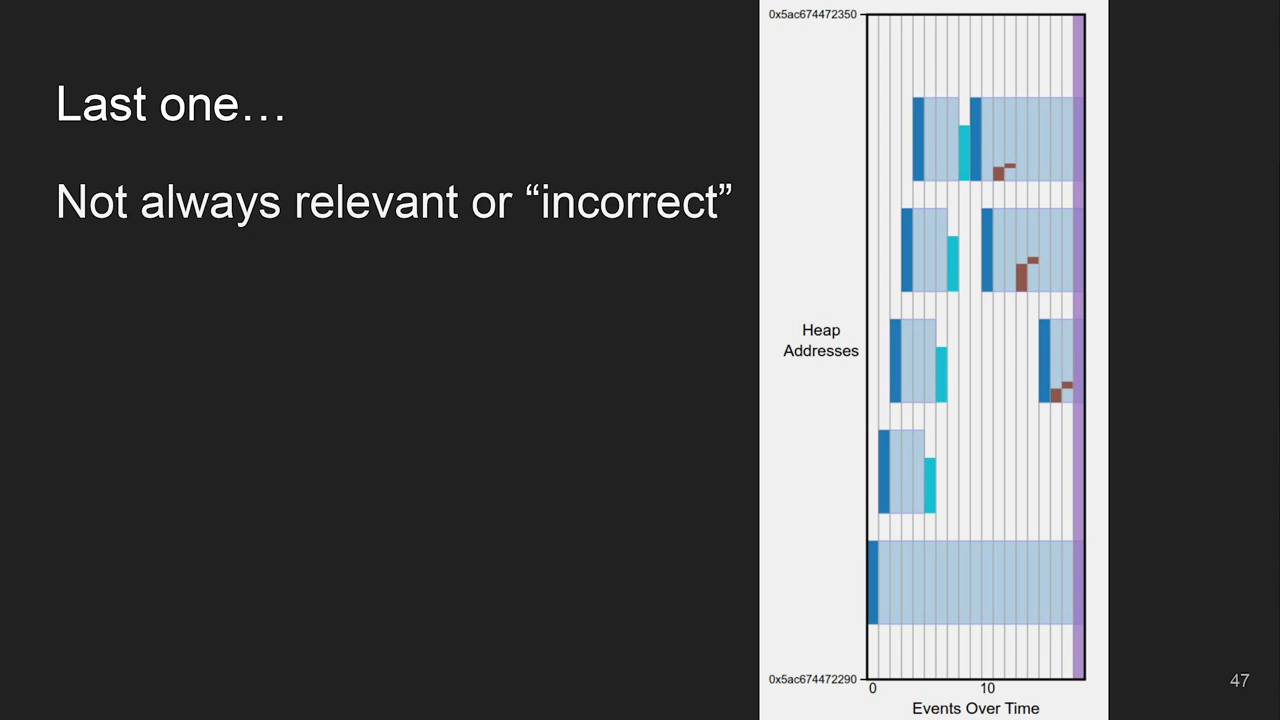 Last one…
Not always relevant or “incorrect”
0x5ac674472350
Heap
Addresses
0x5ac674472290
0
10
Events Over Time
47